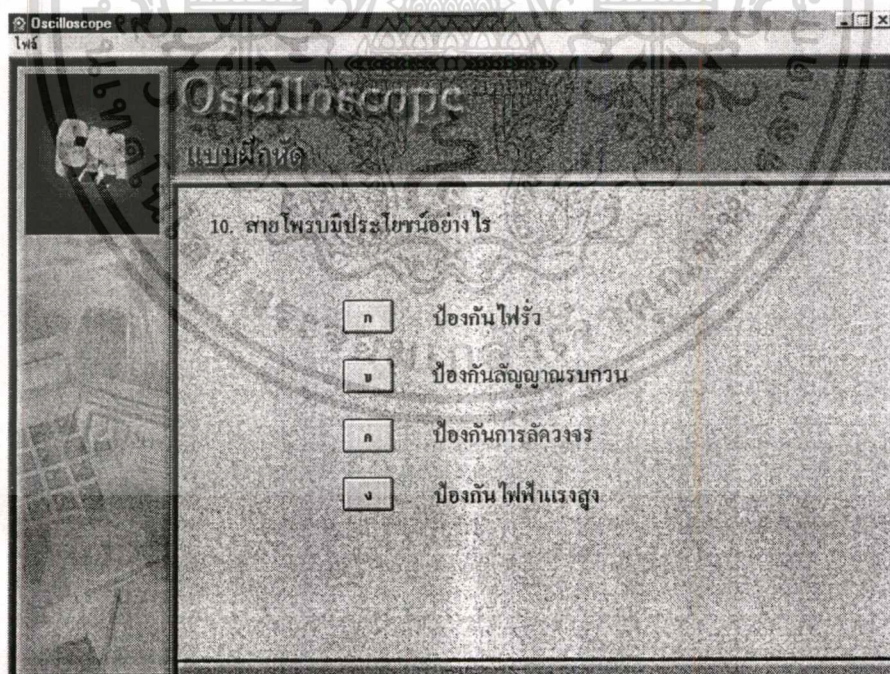 Oscilloscope
ไฟล์
Oscilloscope
แบบฝึกหัด
10. สายโพรบมีประโยชน์อย่างไร
ก ป้องกันไฟรั่ว
ข ป้องกันสัญญาณรบกวน
ค ป้องกันการลัดวงจร
ง ป้องกันไฟฟ้าแรงสูง